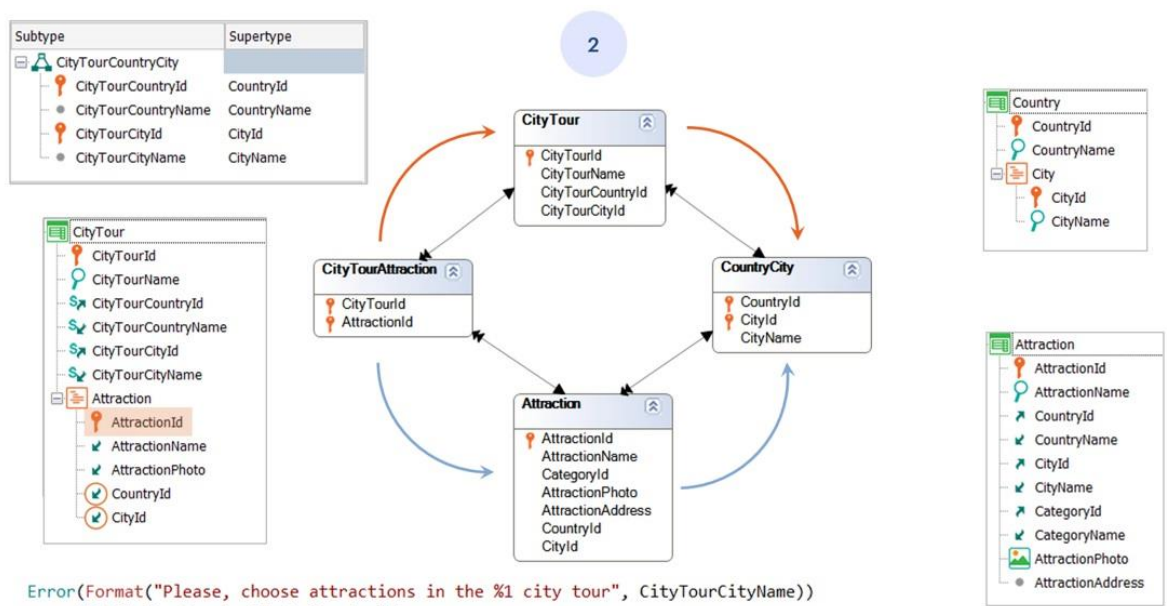 2
Subtype Supertype
CityTourCountryCity
CityTourCountryId CountryId
CityTourCountryName CountryName
CityTourCityId CityId
CityTourCityName CityName
CityTour
CityTourId
CityTourName
CityTourCountryId
CityTourCityId
Country
CountryId
CountryName
City
CityId
CityName
CityTour
CityTourId
CityTourName
CityTourCountryId
CityTourCountryName
CityTourCityId
CityTourCityName
Attraction
AttractionId
AttractionName
AttractionPhoto
CountryId
CityId
CityTourAttraction
CityTourId
AttractionId
CountryCity
CountryId
CityId
CityName
Attraction
AttractionId
AttractionName
CategoryId
AttractionPhoto
AttractionAddress
CountryId
CityId
Attraction
AttractionId
AttractionName
CountryId
CountryName
CityId
CityName
CategoryId
CategoryName
AttractionPhoto
AttractionAddress
Error(Format("Please, choose attractions in the %1 city tour", CityTourCityName))